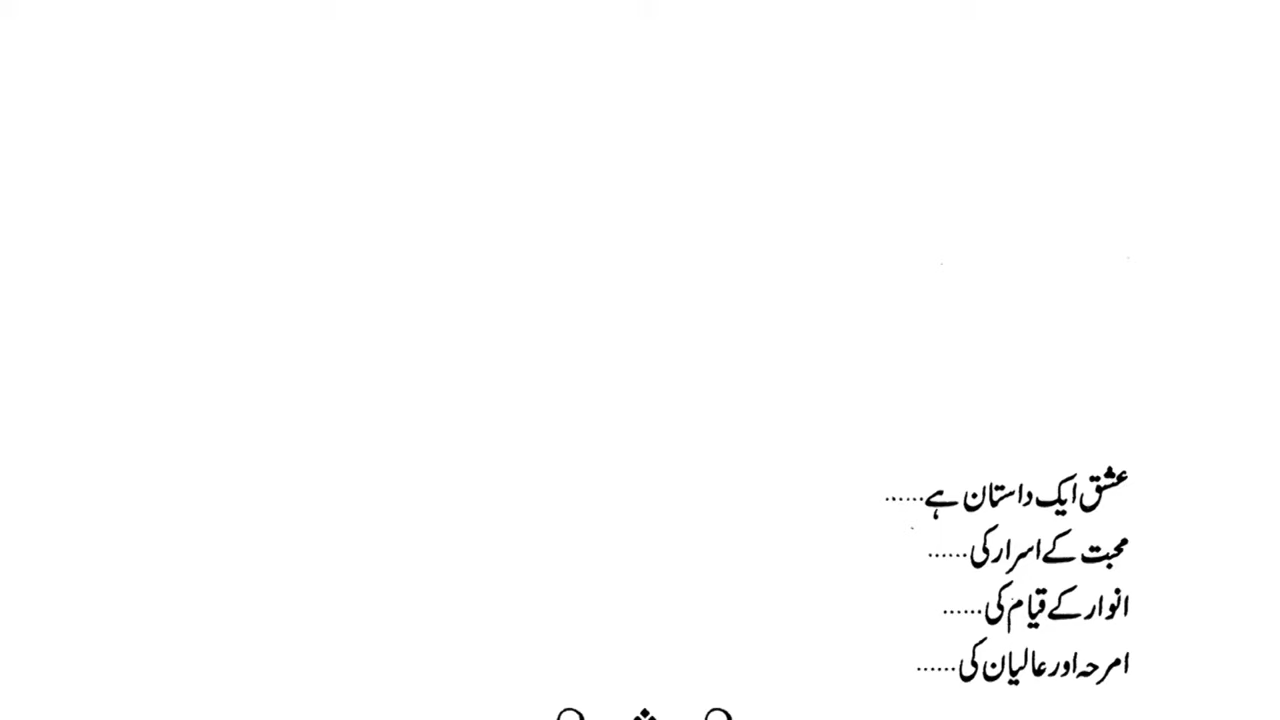 عشق ایک داستان ہے......
محبت کے اسرار کی......
انوار کے قیام کی......
امرحہ اور عالیان کی......